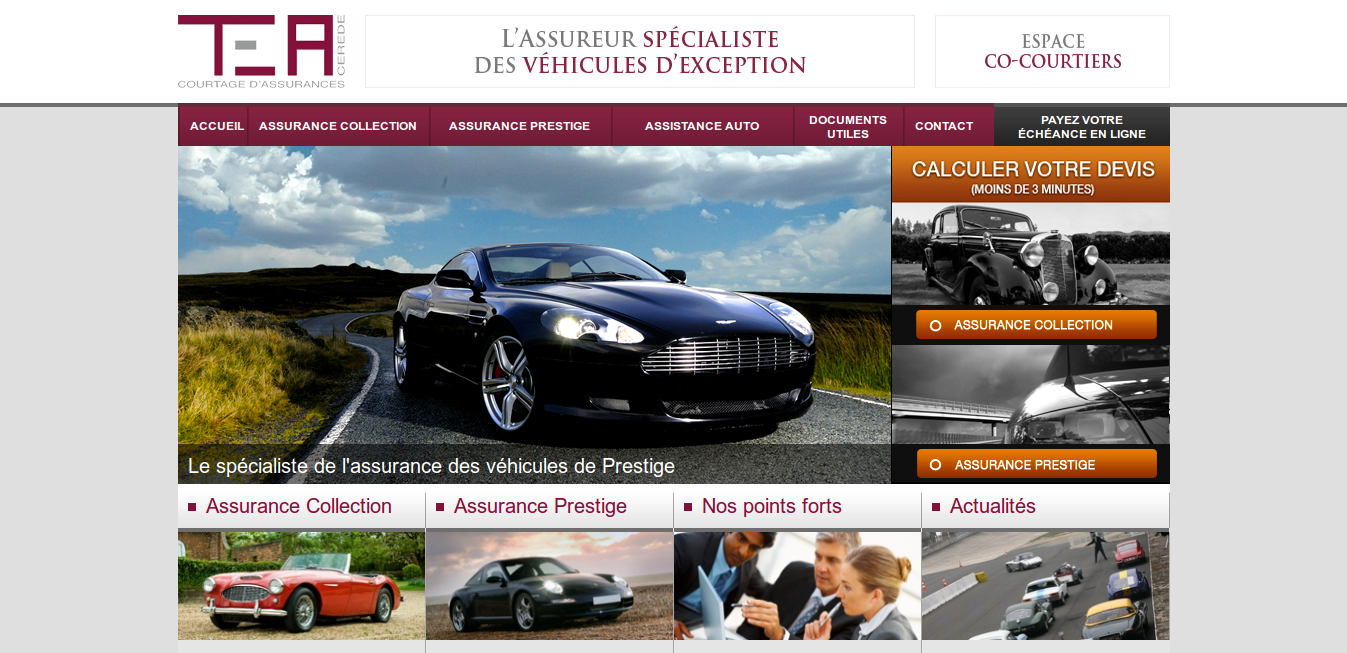 TEA
CEREDE
COURTAGE D'ASSURANCES
L'ASSUREUR SPÉCIALISTE
DES VÉHICULES D'EXCEPTION
ESPACE
CO-COURTIERS
ACCUEIL
ASSURANCE COLLECTION
ASSURANCE PRESTIGE
ASSISTANCE AUTO
DOCUMENTS
UTILES
CONTACT
PAYEZ VOTRE
ÉCHÉANCE EN LIGNE
CALCULER VOTRE DEVIS
(MOINS DE 3 MINUTES)
ASSURANCE COLLECTION
ASSURANCE PRESTIGE
Le spécialiste de l'assurance des véhicules de Prestige
Assurance Collection
Assurance Prestige
Nos points forts
Actualités